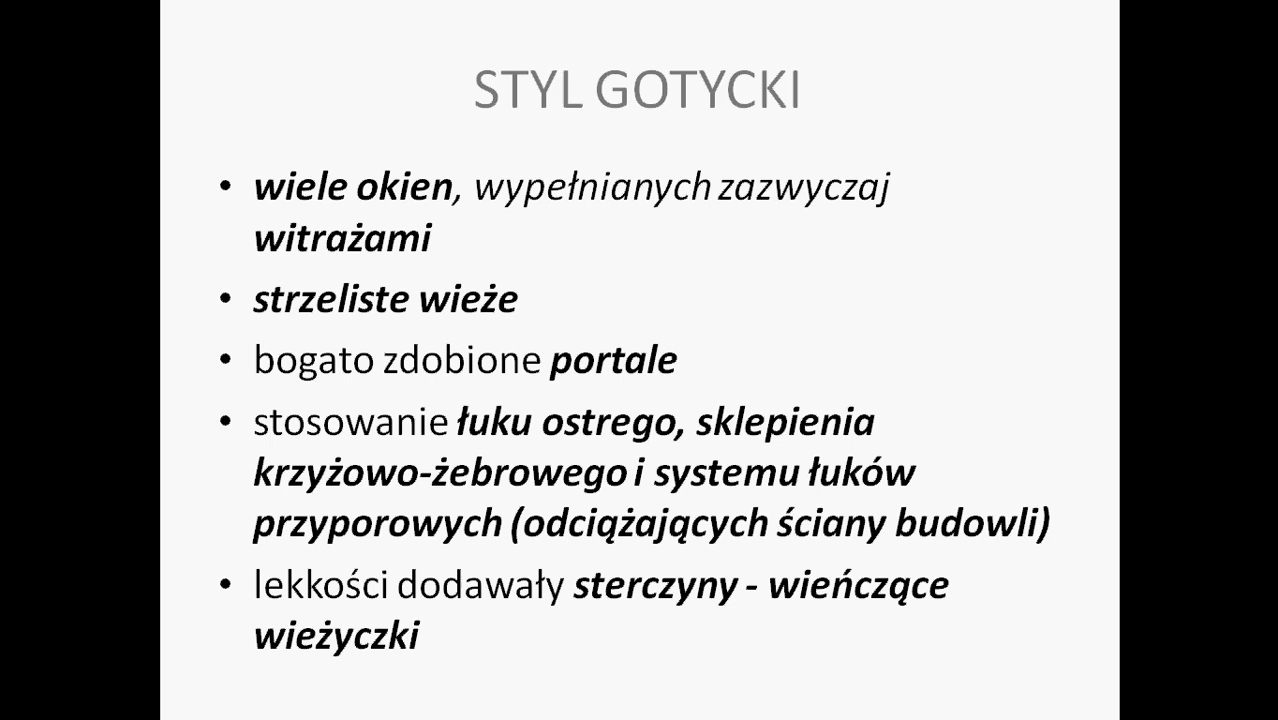 STYL GOTYCKI
• wiele okien, wypełnianych zazwyczaj
witrażami
• strzeliste wieże
• bogato zdobione portale
• stosowanie łuku ostrego, sklepienia
krzyżowo-żebrowego i systemu łuków
przyporowych (odciążających ściany budowli)
• lekkości dodawały sterczyny - wieńczące
wieżyczki